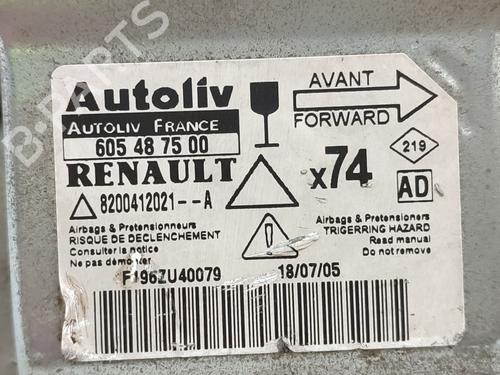 B-PARTS
Autoliv
AUTOLIV FRANCE
605 48 75 00
RENAULT
8200412021--A
AVANT
FORWARD
x74
219
AD
Airbags & Pretensionneurs
RISQUE DE DECLENCHEMENT
Consulter la notice
Ne pas démonter
Airbags & Pretensioners
TRIGERRING HAZARD
Read manual
Do not remove
F196ZU40079
18/07/05